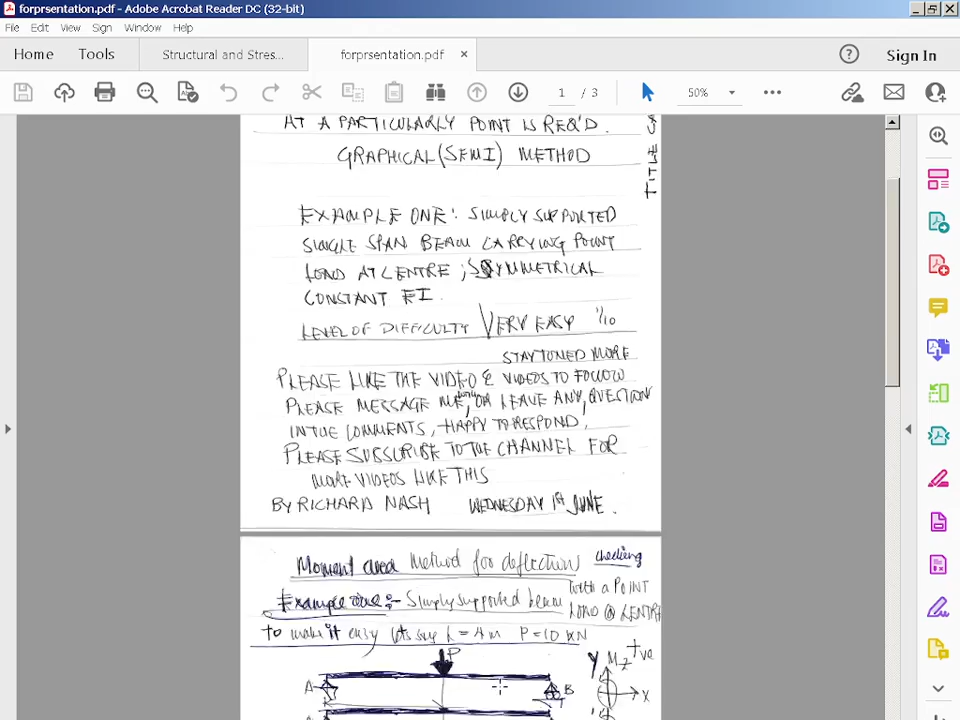 forprsentation.pdf - Adobe Acrobat Reader DC (32-bit)
File Edit View Sign Window Help
Home Tools Structural and Stres... forprsentation.pdf × Sign In
1 / 3 50%
AT A PARTICULARLY POINT IS REQ'D.
GRAPHICAL (SEMI) METHOD
EXAMPLE ONE: SIMPLY SUPPORTED
SINGLE SPAN BEAM CARRYING POINT
LOAD AT CENTRE ; SYMMETRICAL
CONSTANT EI
LEVEL OF DIFFICULTY VERY EASY 1/10
STAY TONED MORE
PLEASE LIKE THE VIDEO & VIDEOS TO FOLLOW
PLEASE MESSAGE ME, OR LEAVE ANY QUESTION
IN THE COMMENTS, HAPPY TO RESPOND,
PLEASE SUBSCRIBE TO THE CHANNEL FOR
MORE VIDEOS LIKE THIS
BY RICHARD NASH WEDNESDAY 1st JUNE.
Moment area Method for deflection checking
Example one:- Simply supported beam with a POINT
LOAD @ CENTRE
to make it easy lets say L = 4m P = 10 kN
P
Y Mz +ve
A B X